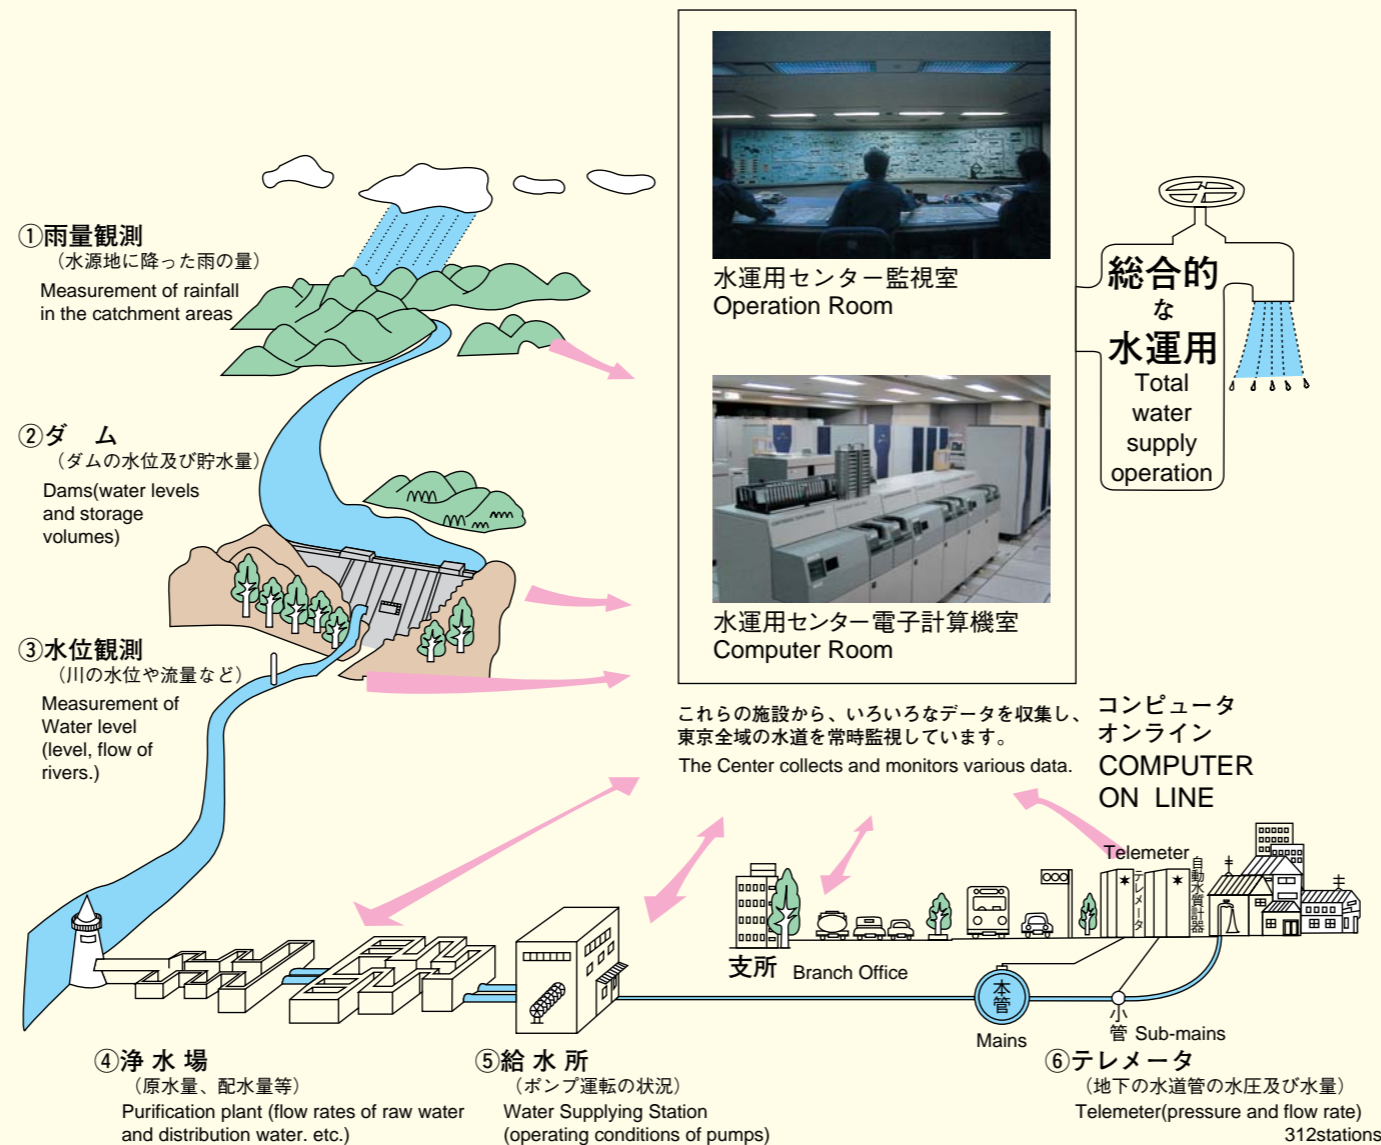 ①雨量観測
（水源地に降った雨の量）
Measurement of rainfall
in the catchment areas
②ダム
（ダムの水位及び貯水量）
Dams(water levels
and storage
volumes)
③水位観測
（川の水位や流量など）
Measurement of
Water level
(level, flow of
rivers.)
水運用センター監視室
Operation Room
水運用センター電子計算機室
Computer Room
総合的
な
水運用
Total
water
supply
operation
これらの施設から、いろいろなデータを収集し、
東京全域の水道を常時監視しています。
The Center collects and monitors various data.
コンピュータ
オンライン
COMPUTER
ON LINE
Telemeter
テレメータ
自動水質計器
支所 Branch Office
本管
Mains
小管 Sub-mains
④浄水場
（原水量、配水量等）
Purification plant (flow rates of raw water
and distribution water. etc.)
⑤給水所
（ポンプ運転の状況）
Water Supplying Station
(operating conditions of pumps)
⑥テレメータ
（地下の水道管の水圧及び水量）
Telemeter(pressure and flow rate)
312stations